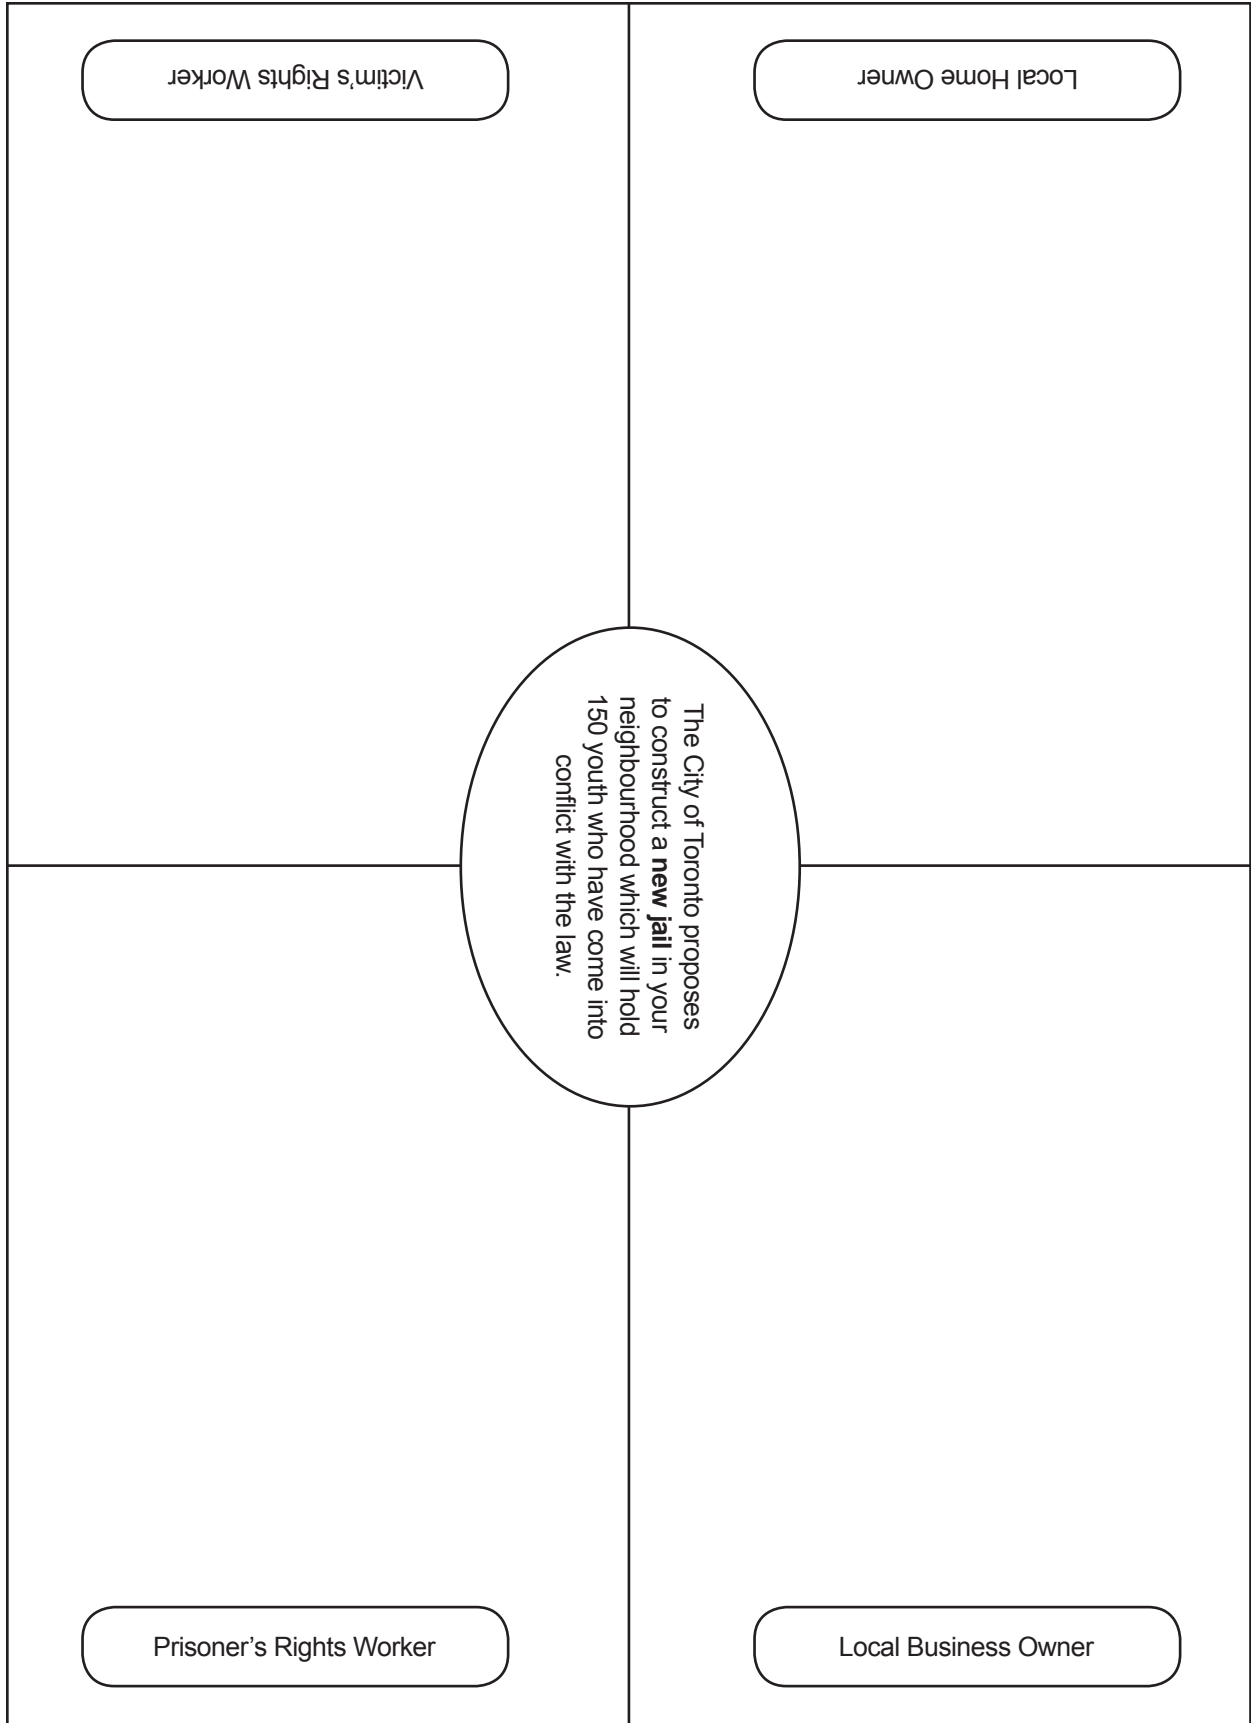 Victim’s Rights Worker
Local Home Owner
The City of Toronto proposes
to construct a new jail in your
neighbourhood which will hold
150 youth who have come into
conflict with the law.
Prisoner’s Rights Worker
Local Business Owner